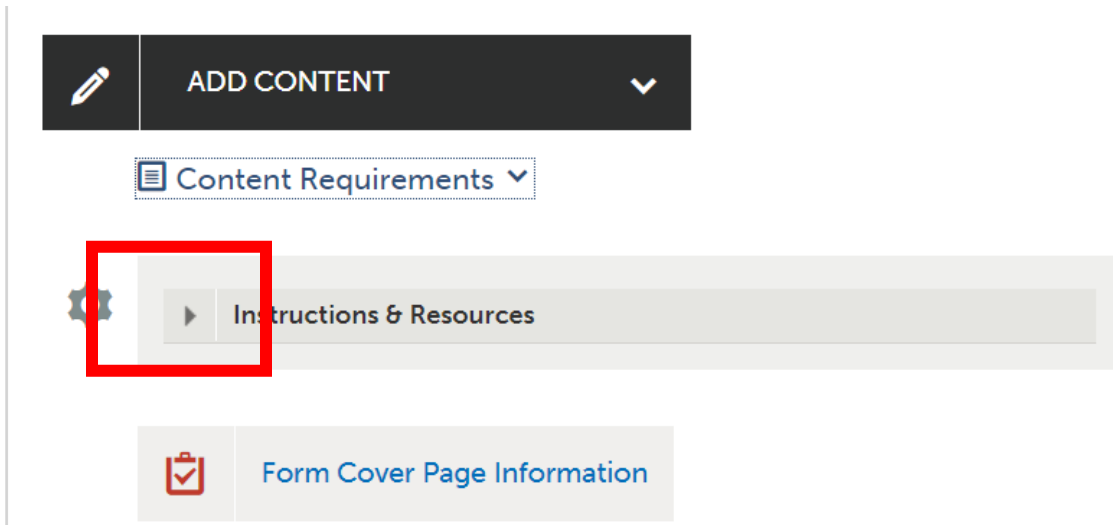 ADD CONTENT
Content Requirements
Instructions & Resources
Form Cover Page Information